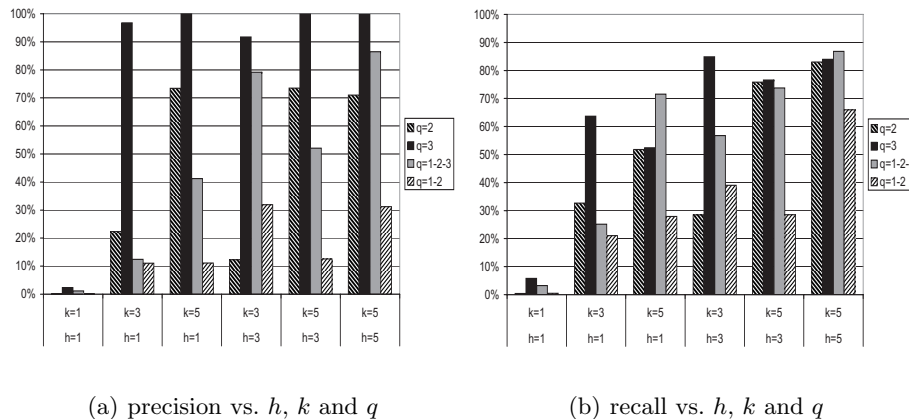 100%
90%
80%
70%
60%
50%
40%
30%
20%
10%
0%
k=1 k=3 k=5 k=3 k=5 k=5
h=1 h=1 h=1 h=3 h=3 h=5
q=2
q=3
q=1-2-3
q=1-2
(a) precision vs. h, k and q
100%
90%
80%
70%
60%
50%
40%
30%
20%
10%
0%
k=1 k=3 k=5 k=3 k=5 k=5
h=1 h=1 h=1 h=3 h=3 h=5
q=2
q=3
q=1-2-
q=1-2
(b) recall vs. h, k and q